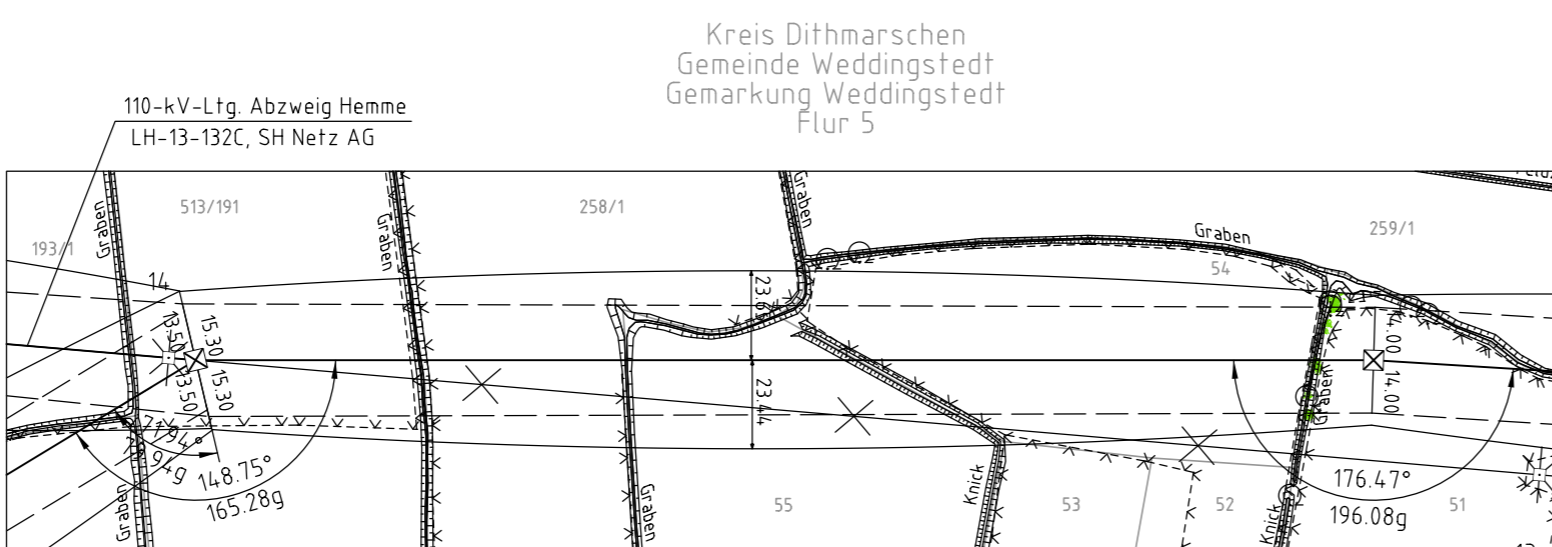 Kreis Dithmarschen
Gemeinde Weddingstedt
Gemarkung Weddingstedt
Flur 5
110-kV-Ltg. Abzweig Hemme
LH-13-132C, SH Netz AG
193/1
Graben
513/191
Graben
258/1
Graben
Graben
259/1
54
14
13.50
15.30
13.50
15.30
23.44
14.00
14.00
Graben
148.75°
165.28g
Graben
Graben
55
Knick
53
52
Knick
176.47°
196.08g
51